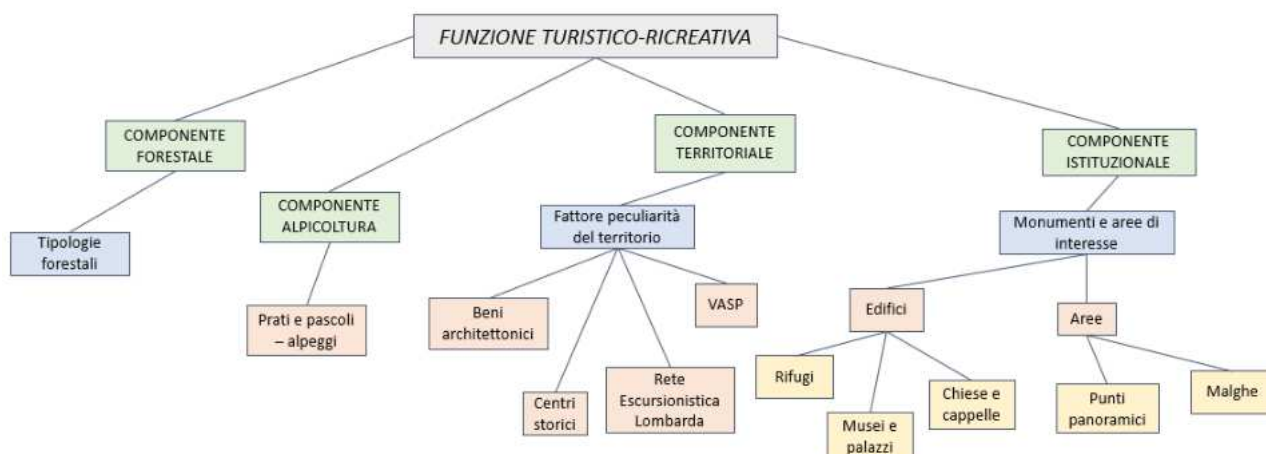 FUNZIONE TURISTICO-RICREATIVA
COMPONENTE
FORESTALE
COMPONENTE
TERRITORIALE
COMPONENTE
ISTITUZIONALE
COMPONENTE
ALPICOLTURA
Tipologie
forestali
Fattore peculiarità
del territorio
Monumenti e aree di
interesse
Prati e pascoli
– alpeggi
Beni
architettonici
VASP
Edifici
Aree
Centri
storici
Rete
Escursionistica
Lombarda
Rifugi
Musei e
palazzi
Chiese e
cappelle
Punti
panoramici
Malghe